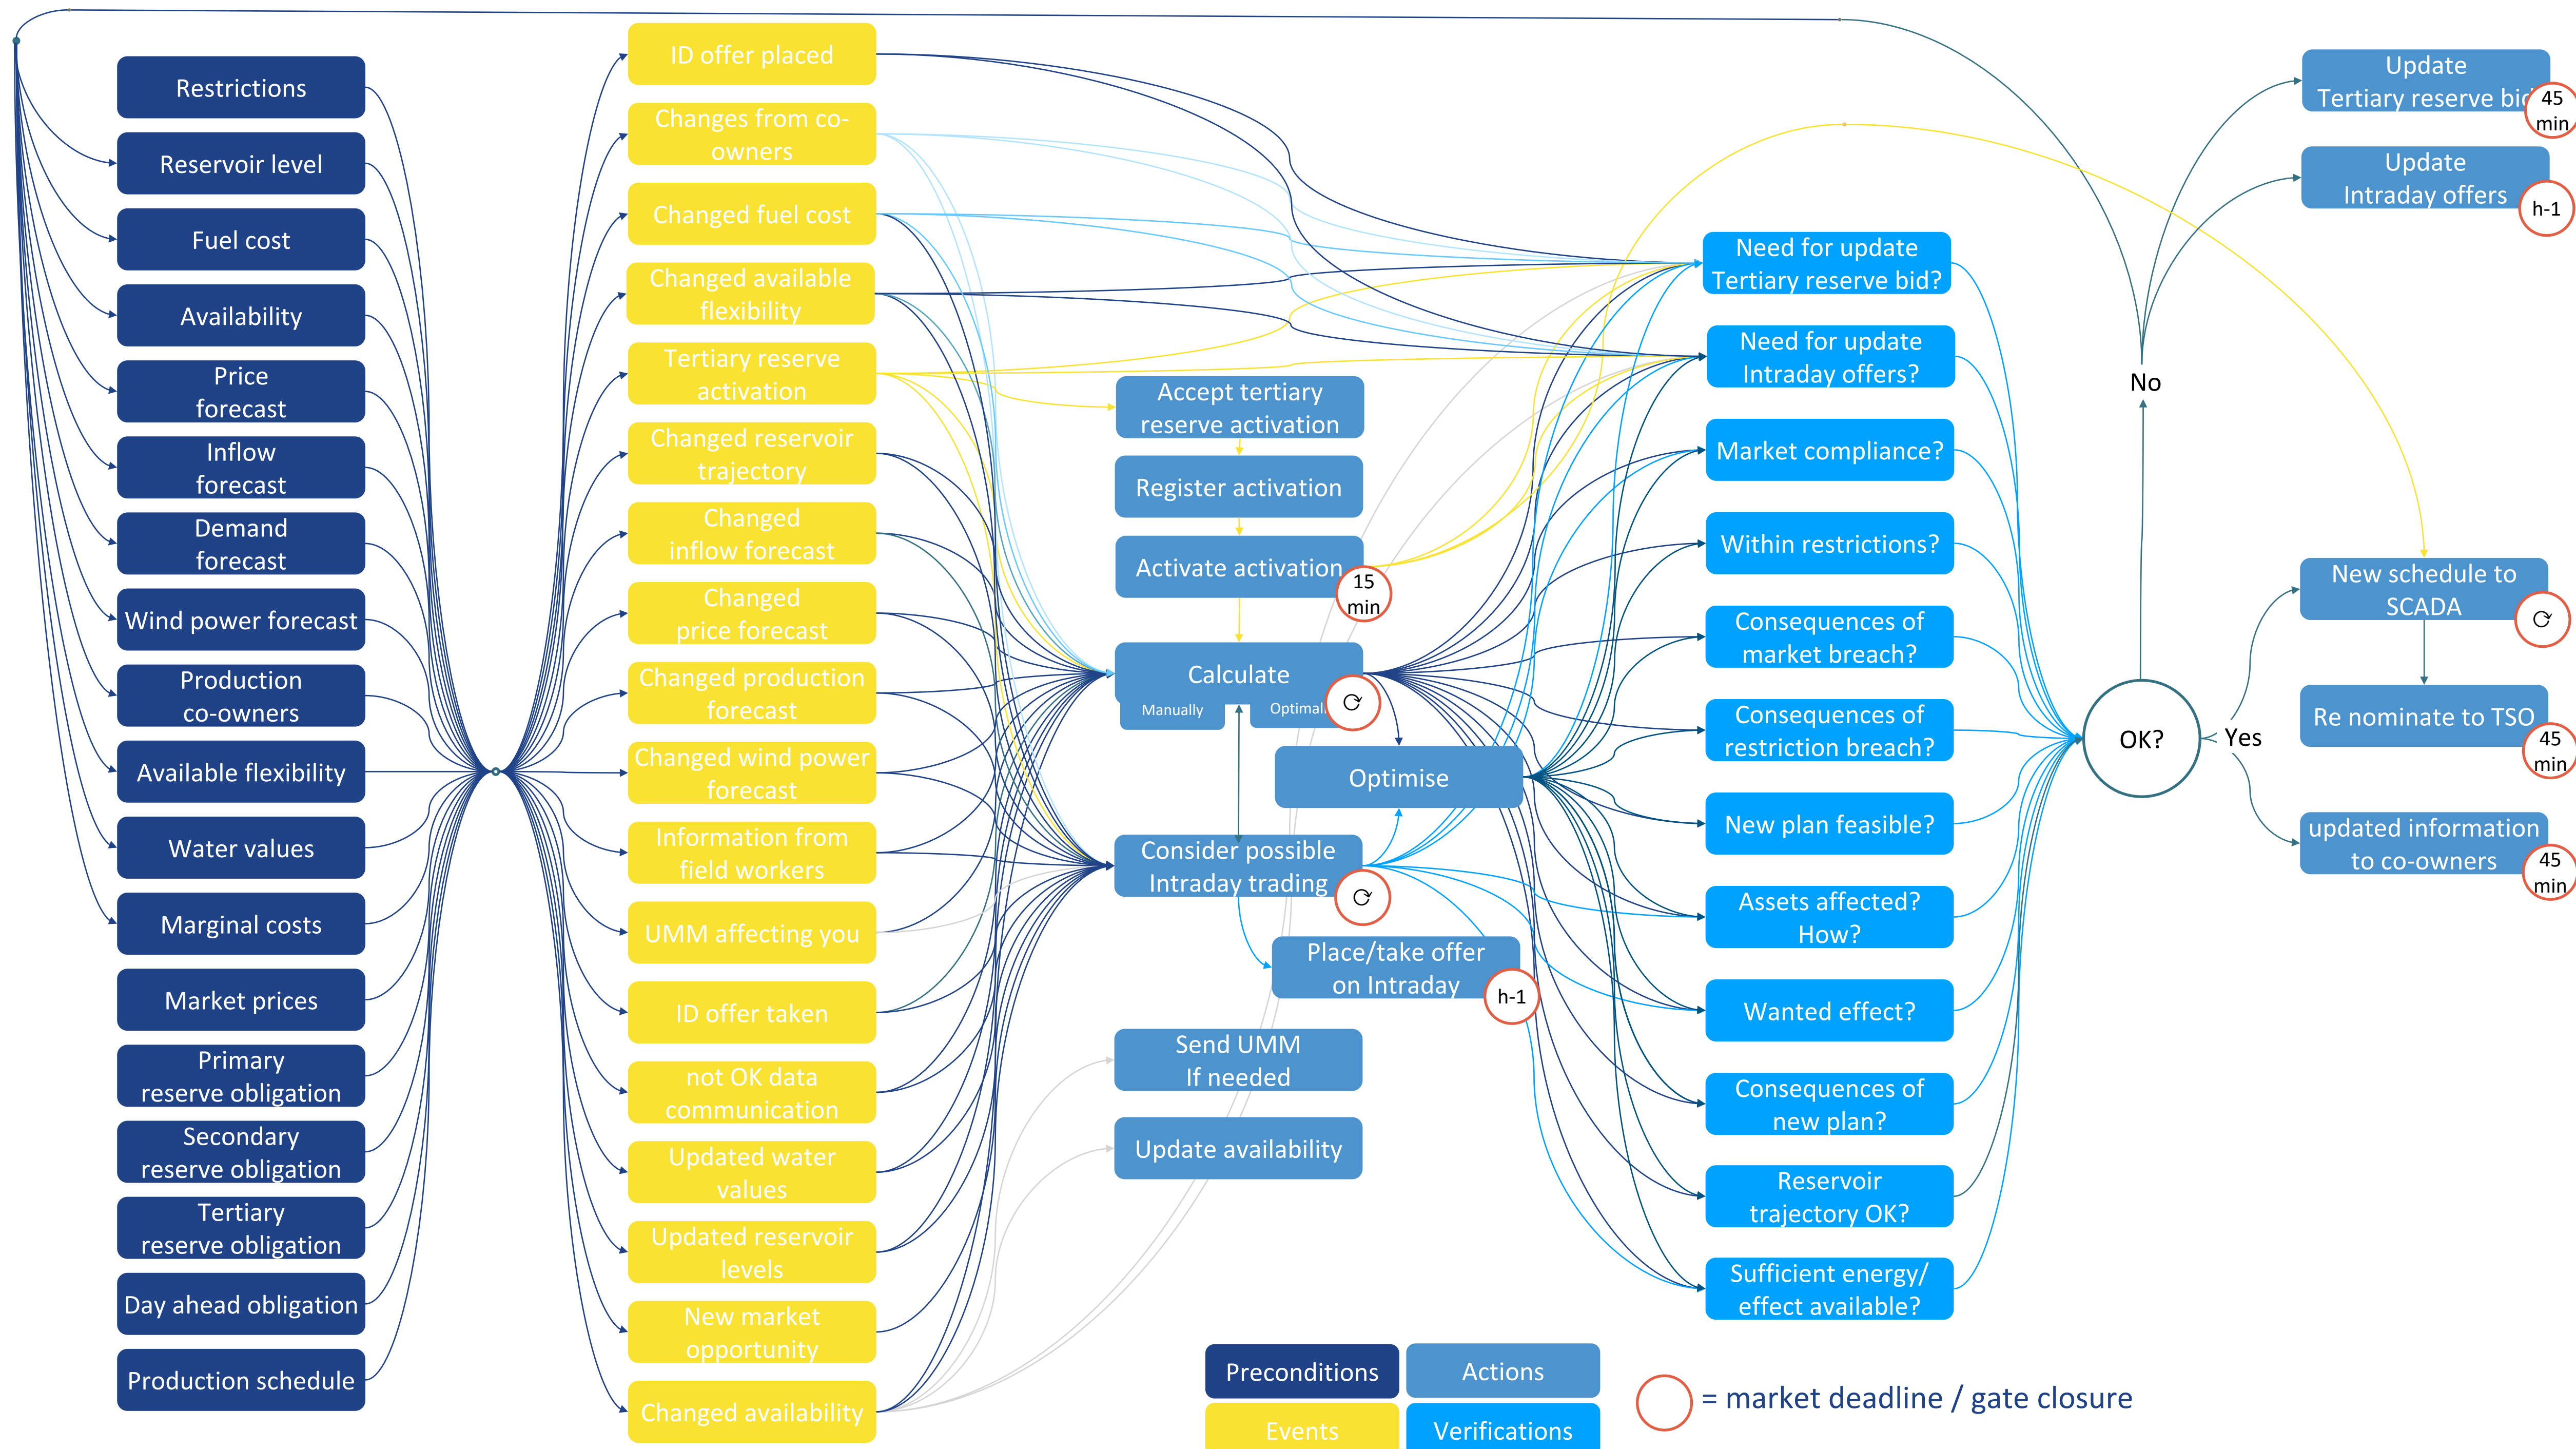 Restrictions
Reservoir level
Fuel cost
Availability
Price
forecast
Inflow
forecast
Demand
forecast
Wind power forecast
Production
co-owners
Available flexibility
Water values
Marginal costs
Market prices
Primary
reserve obligation
Secondary
reserve obligation
Tertiary
reserve obligation
Day ahead obligation
Production schedule
ID offer placed
Changes from co-
owners
Changed fuel cost
Changed available
flexibility
Tertiary reserve
activation
Changed reservoir
trajectory
Changed
inflow forecast
Changed
price forecast
Changed production
forecast
Changed wind power
forecast
Information from
field workers
UMM affecting you
ID offer taken
not OK data
communication
Updated water
values
Updated reservoir
levels
New market
opportunity
Changed availability
Accept tertiary
reserve activation
Register activation
Activate activation
15
min
Calculate
Manually
Optimal
Optimise
Consider possible
Intraday trading
Place/take offer
on Intraday
h-1
Send UMM
If needed
Update availability
Need for update
Tertiary reserve bid?
Need for update
Intraday offers?
Market compliance?
Within restrictions?
Consequences of
market breach?
Consequences of
restriction breach?
New plan feasible?
Assets affected?
How?
Wanted effect?
Consequences of
new plan?
Reservoir
trajectory OK?
Sufficient energy/
effect available?
OK?
No
Yes
Update
Tertiary reserve bid
45
min
Update
Intraday offers
h-1
New schedule to
SCADA
Re nominate to TSO
45
min
updated information
to co-owners
45
min
Preconditions
Actions
Events
Verifications
= market deadline / gate closure